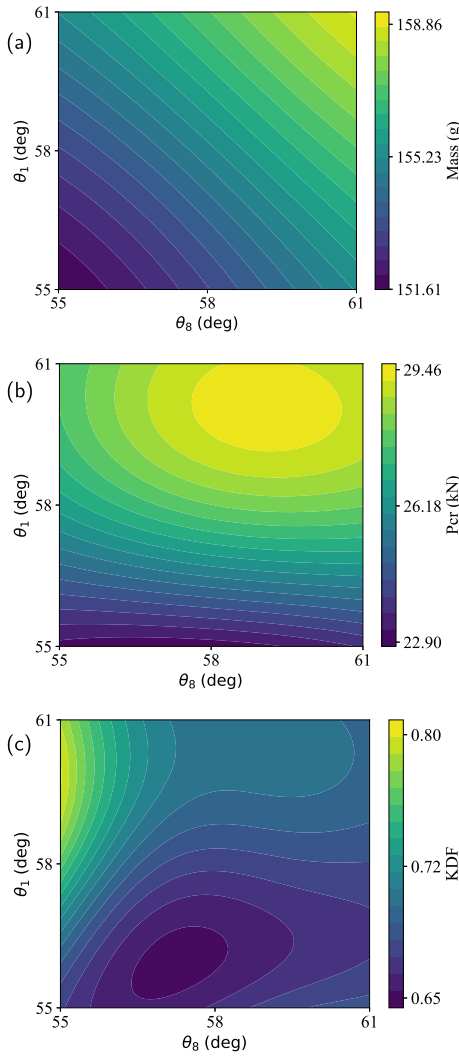 (a)
61
58
55
θ1 (deg)
55 58 61
θ8 (deg)
158.86
155.23
151.61
Mass (g)
(b)
61
58
55
θ1 (deg)
55 58 61
θ8 (deg)
29.46
26.18
22.90
Pcr (kN)
(c)
61
58
55
θ1 (deg)
55 58 61
θ8 (deg)
0.80
0.72
0.65
KDF